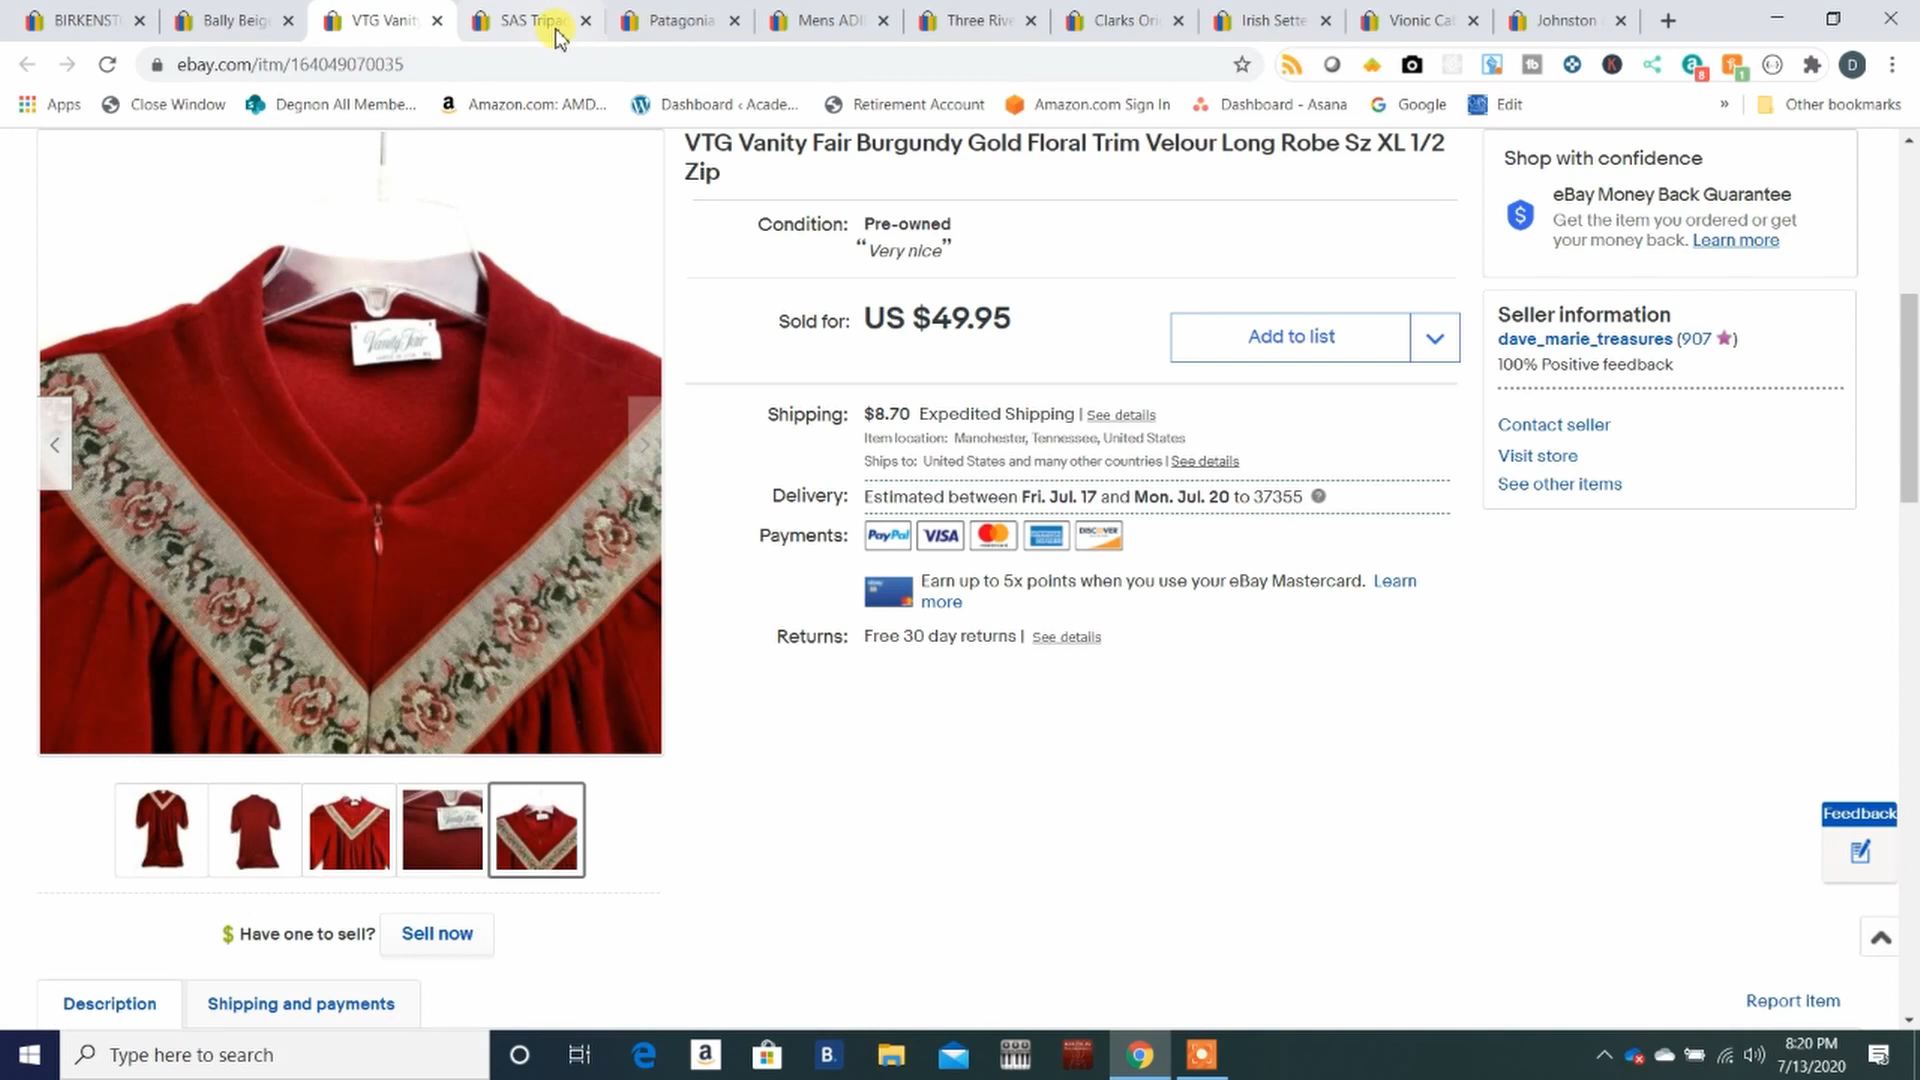 BIRKENST
Bally Beig
VTG Vanit
SAS Tripa
Patagonia
Mens ADI
Three Rive
Clarks Ori
Irish Sette
Vionic Ca
Johnston
ebay.com/itm/164049070035
8
1
D
Apps
Close Window
Degnon All Membe...
Amazon.com: AMD...
Dashboard ‹ Acade...
Retirement Account
Amazon.com Sign In
Dashboard - Asana
Google
Edit
»
Other bookmarks
VTG Vanity Fair Burgundy Gold Floral Trim Velour Long Robe Sz XL 1/2
Zip
Condition: Pre-owned
“Very nice”
Sold for: US $49.95
Add to list
Shipping: $8.70 Expedited Shipping | See details
Item location: Manchester, Tennessee, United States
Ships to: United States and many other countries | See details
Delivery: Estimated between Fri. Jul. 17 and Mon. Jul. 20 to 37355
Payments: PayPal VISA DISCOVER
Earn up to 5x points when you use your eBay Mastercard. Learn
more
Returns: Free 30 day returns | See details
Shop with confidence
eBay Money Back Guarantee
Get the item you ordered or get
your money back. Learn more
Seller information
dave_marie_treasures (907)
100% Positive feedback
Contact seller
Visit store
See other items
Vanity Fair
$ Have one to sell? Sell now
Feedback
Description
Shipping and payments
Report item
Type here to search
8:20 PM
7/13/2020